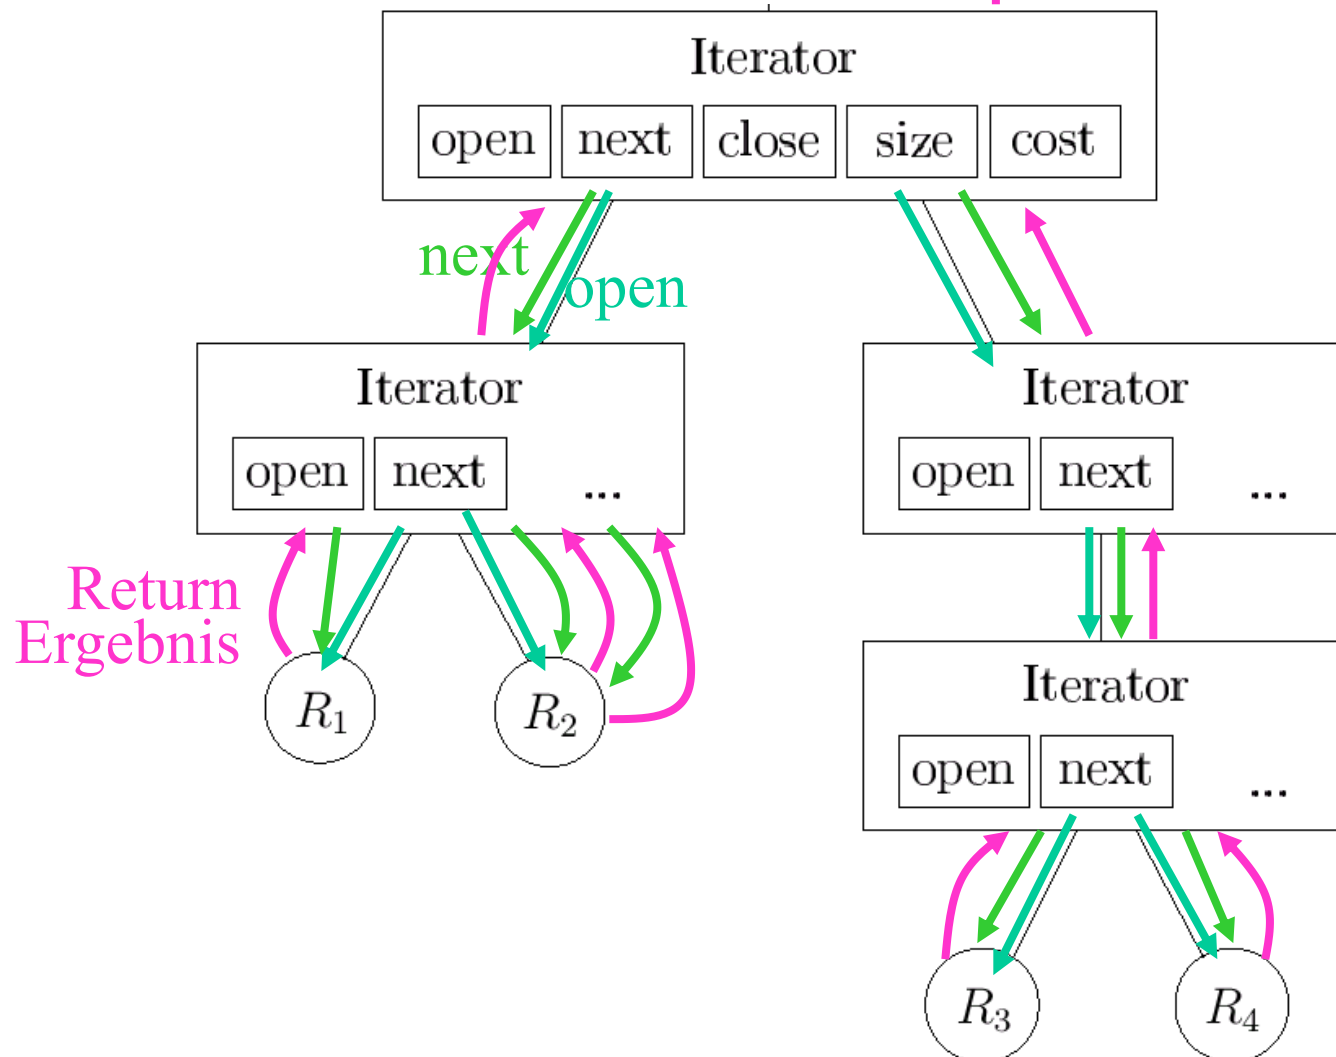 Iterator
open next close size cost
next
open
Iterator
open next ...
Iterator
open next ...
Return
Ergebnis
R1
R2
Iterator
open next ...
R3
R4